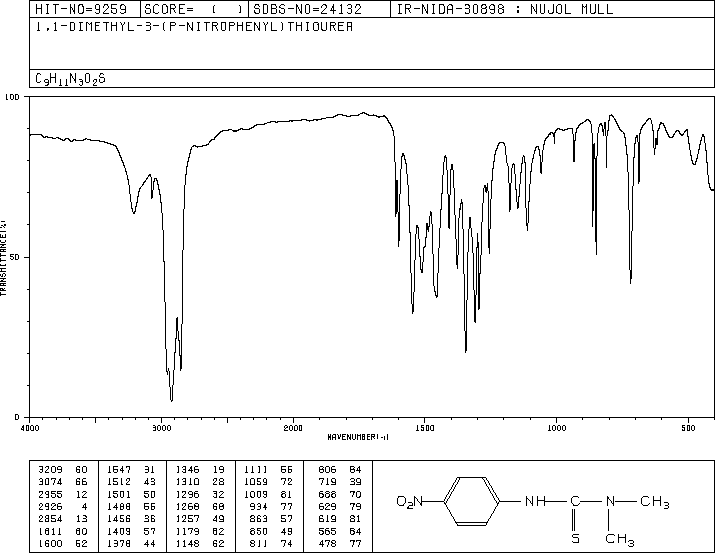 HIT-NO=9259 SCORE= ( ) SDBS-NO=24132 IR-NIDA-30898 : NUJOL MULL
1,1-DIMETHYL-3-(P-NITROPHENYL)THIOUREA
C9H11N3O2S
100
50
0
TRANSMITTANCE(%)
4000 3000 2000 1500 1000 500
WAVENUMBER(-1)
3209 60 1547 31 1346 19 1111 55 806 84
3074 66 1512 43 1310 28 1059 72 719 39
2955 12 1501 50 1296 32 1009 81 688 70
2926 4 1488 55 1268 68 934 77 629 79
2854 13 1456 36 1257 49 863 57 619 81
1611 60 1409 57 1179 62 850 49 565 84
1600 52 1378 44 1148 62 811 74 478 77
O2N NH C N CH3
S CH3